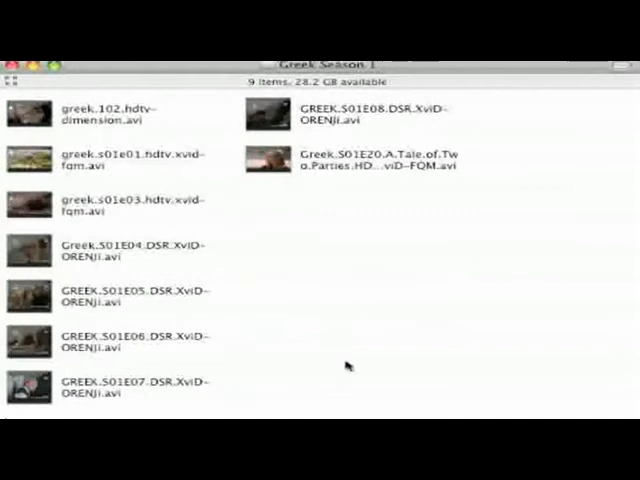 Greek Season 1
9 items, 28.2 GB available
greek.102.hdtv-
dimension.avi
greek.s01e01.hdtv.xvid-
fqm.avi
greek.s01e03.hdtv.xvid-
fqm.avi
Greek.S01E04.DSR.XviD-
ORENJi.avi
GREEK.S01E05.DSR.XviD-
ORENJi.avi
GREEK.S01E06.DSR.XviD-
ORENJi.avi
GREEK.S01E07.DSR.XviD-
ORENJi.avi
GREEK.S01E08.DSR.XviD-
ORENJi.avi
Greek.S01E20.A.Tale.of.Tw
o.Parties.HD...viD-FQM.avi